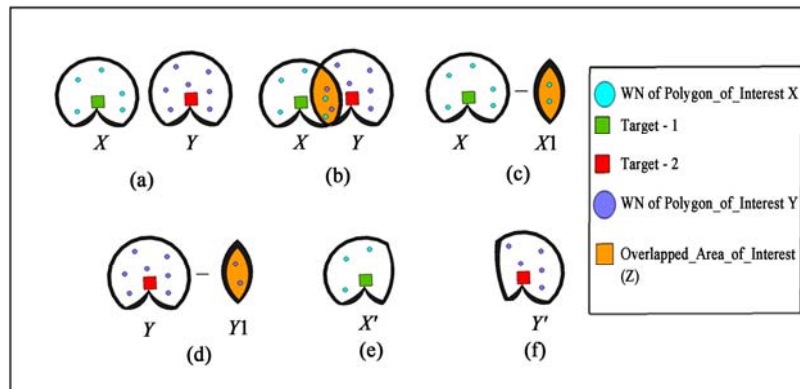 X
Y
(a)
X
Y
(b)
X
X1
(c)
Y
Y1
(d)
X'
(e)
Y'
(f)
WN of Polygon_of_Interest X
Target - 1
Target - 2
WN of Polygon_of_Interest Y
Overlapped_Area_of_Interest
(Z)